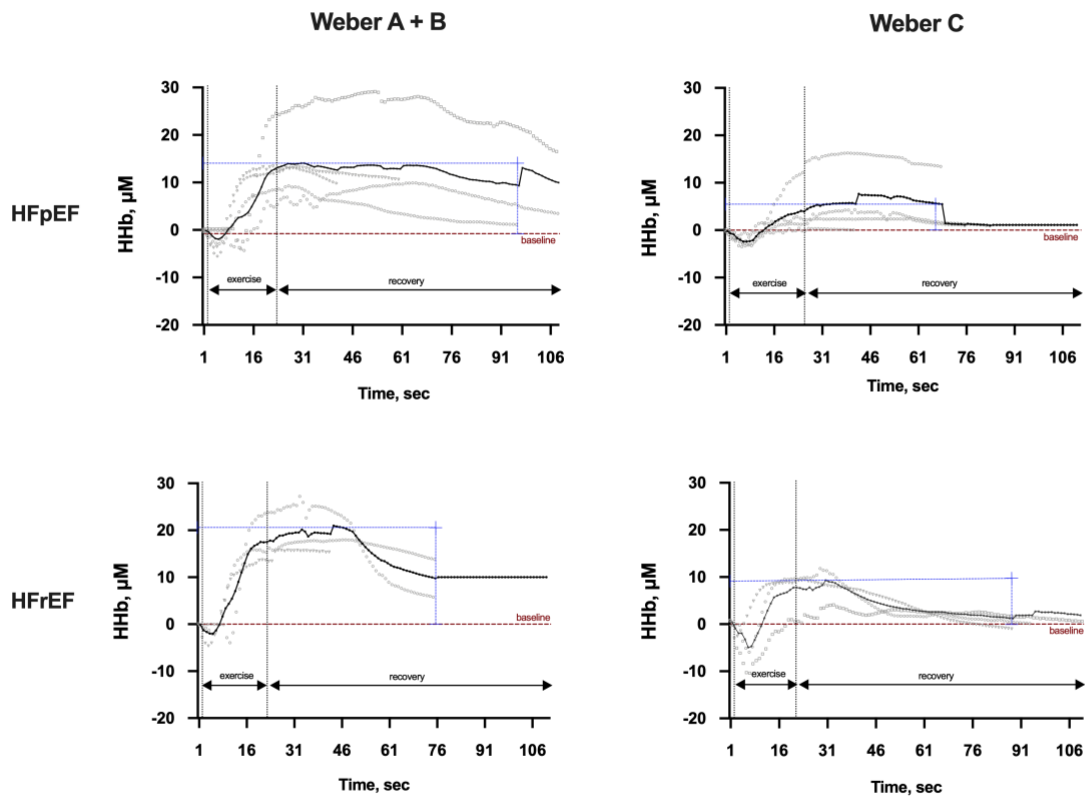 Weber A + B
Weber C
HFpEF
HHb, µM
30
20
10
0
-10
-20
baseline
exercise
recovery
1 16 31 46 61 76 91 106
Time, sec
HHb, µM
30
20
10
0
-10
-20
baseline
exercise
recovery
1 16 31 46 61 76 91 106
Time, sec
HFrEF
HHb, µM
30
20
10
0
-10
-20
baseline
exercise
recovery
1 16 31 46 61 76 91 106
Time, sec
HHb, µM
30
20
10
0
-10
-20
baseline
exercise
recovery
1 16 31 46 61 76 91 106
Time, sec